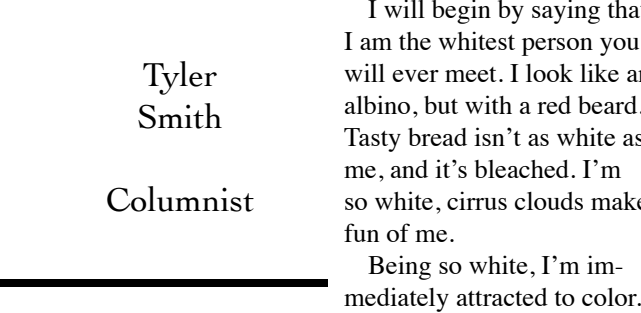 Tyler
Smith
Columnist
I will begin by saying that
I am the whitest person you
will ever meet. I look like an
albino, but with a red beard.
Tasty bread isn't as white as
me, and it's bleached. I'm
so white, cirrus clouds make
fun of me.
Being so white, I'm im-
mediately attracted to color.